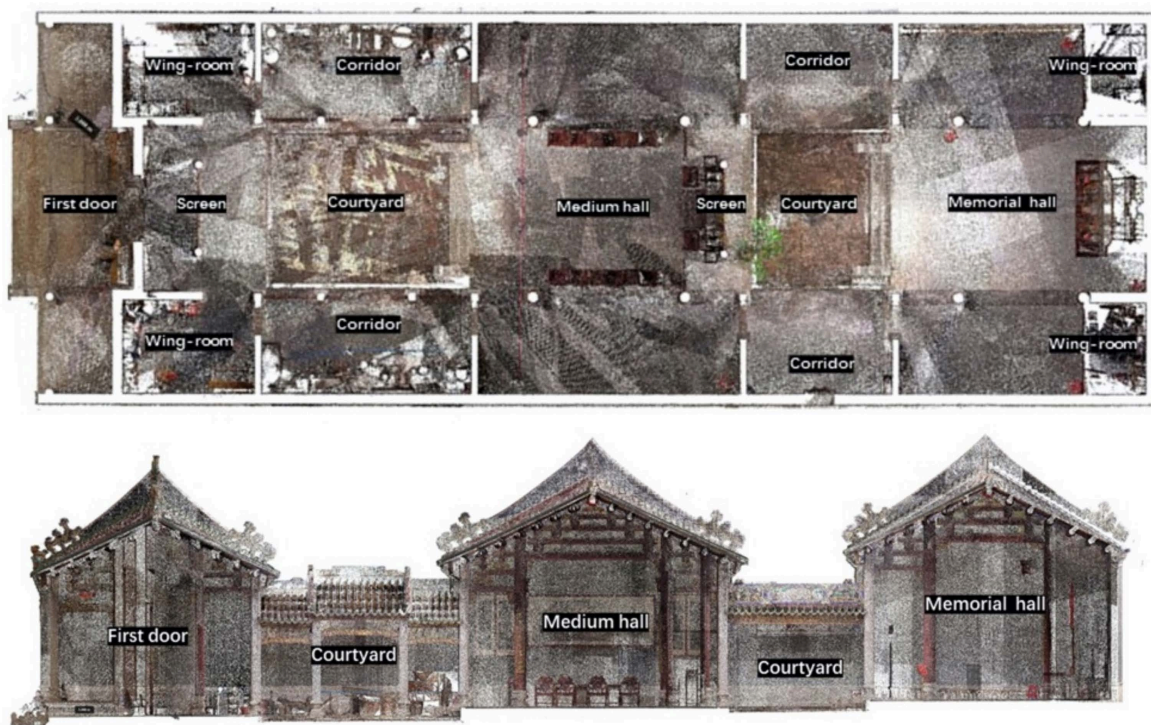 Wing-room
Corridor
Corridor
Wing-room
First door
Screen
Courtyard
Medium hall
Screen
Courtyard
Memorial hall
Wing-room
Corridor
Corridor
Wing-room
First door
Courtyard
Medium hall
Courtyard
Memorial hall